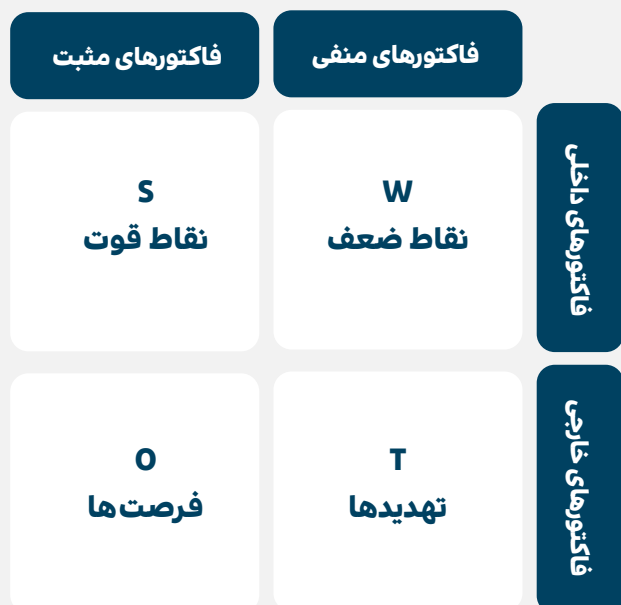 فاکتورهای منفی
فاکتورهای مثبت
فاکتورهای داخلی
W
نقاط ضعف
S
نقاط قوت
فاکتورهای خارجی
T
تهدیدها
O
فرصت‌ها